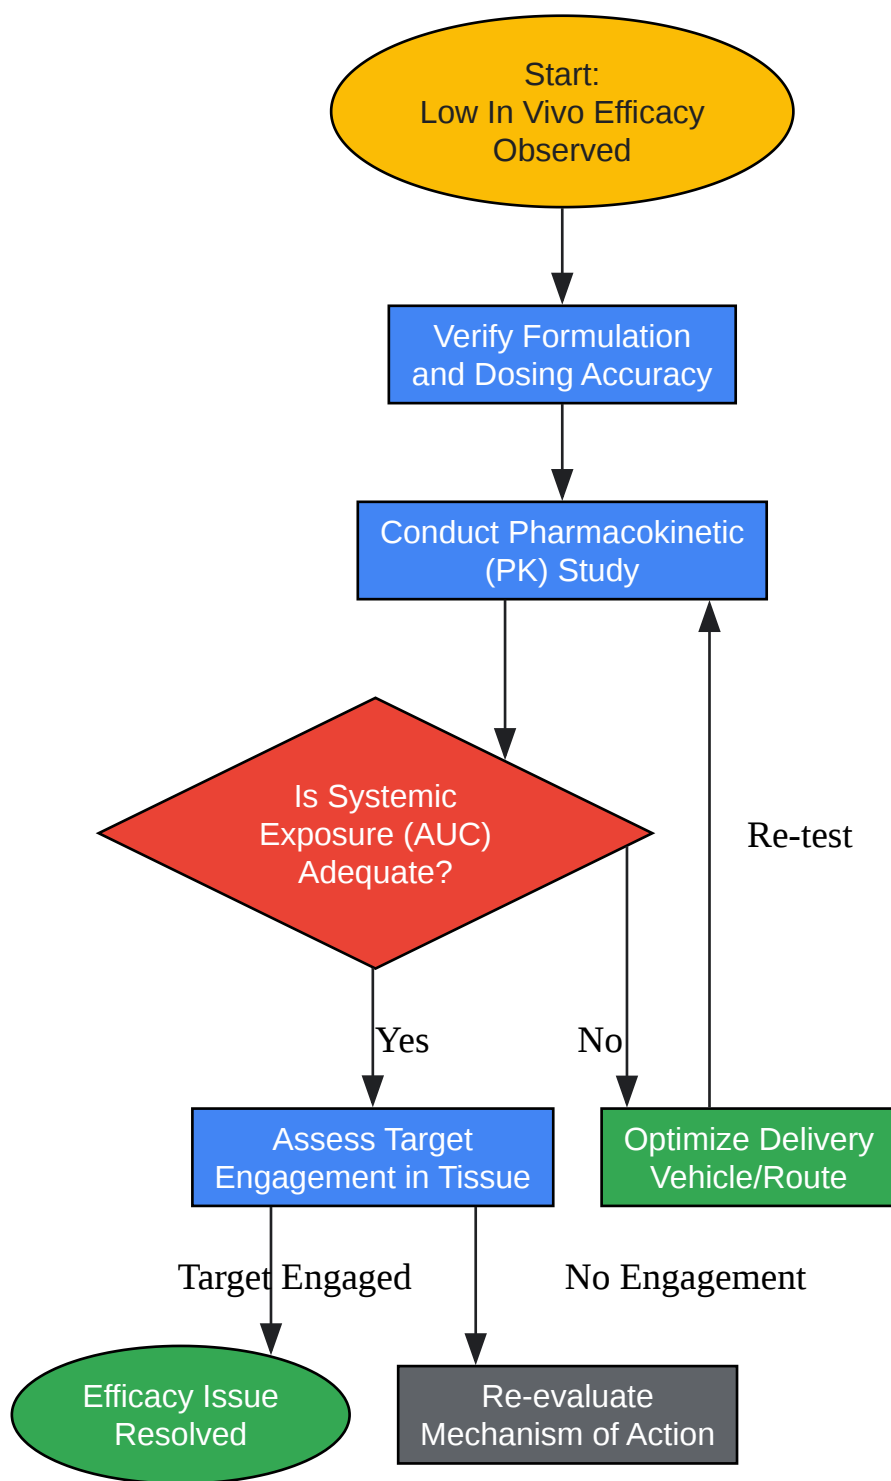 Start:
Low In Vivo Efficacy
Observed
Verify Formulation
and Dosing Accuracy
Conduct Pharmacokinetic
(PK) Study
Is Systemic
Exposure (AUC)
Adequate?
Re-test
Yes
No
Assess Target
Engagement in Tissue
Optimize Delivery
Vehicle/Route
Target Engaged
No Engagement
Efficacy Issue
Resolved
Re-evaluate
Mechanism of Action